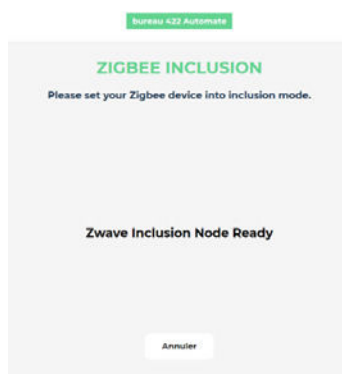 bureau 422 Automate
ZIGBEE INCLUSION
Please set your Zigbee device into inclusion mode.
Zwave Inclusion Node Ready
Annuler